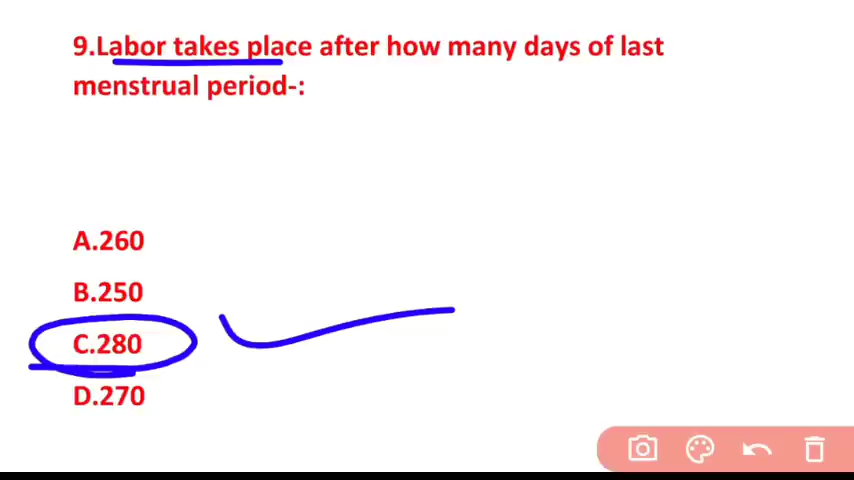 9.Labor takes place after how many days of last
menstrual period-:
A.260
B.250
C.280
D.270